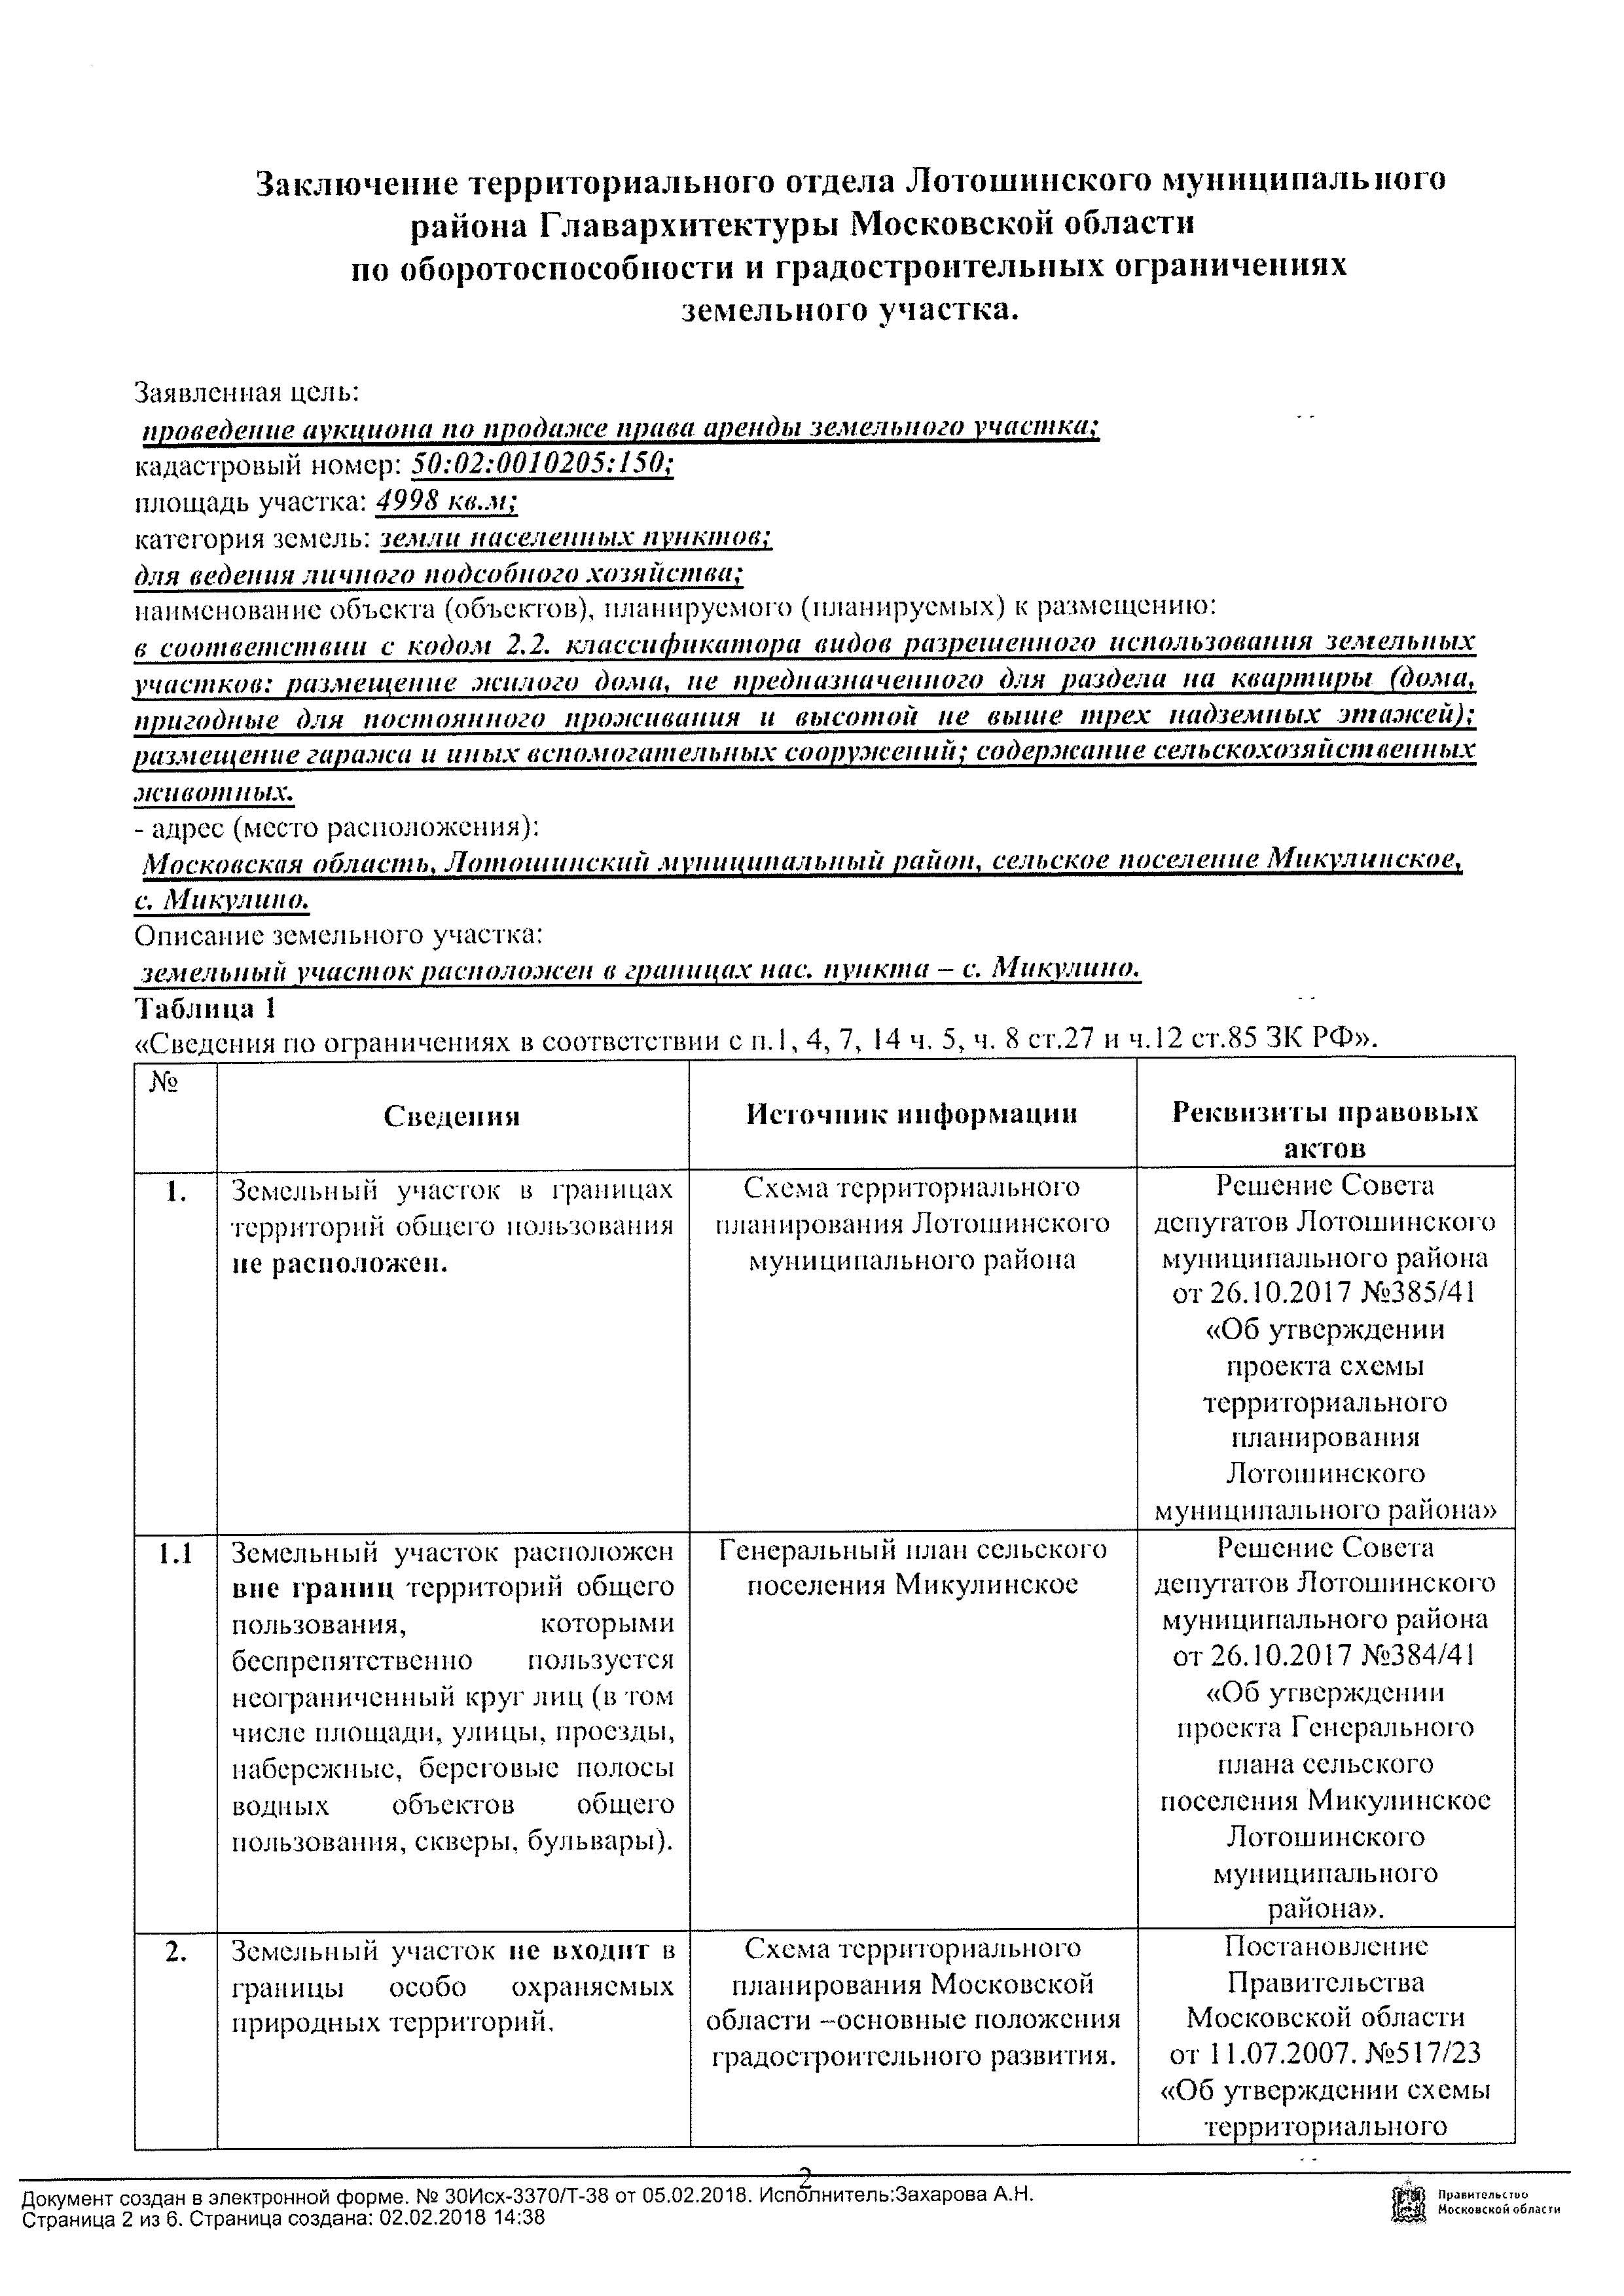 Заключение территориального отдела Лотошинского муниципального
района Главархитектуры Московской области
по оборотоспособности и градостроительных ограничениях
земельного участка.
Заявленная цель:
проведение аукциона по продаже права аренды земельного участка;
кадастровый номер: 50:02:0010205:150;
площадь участка: 4998 кв.м;
категория земель: земли населенных пунктов;
для ведения личного подсобного хозяйства;
наименование объекта (объектов), планируемого (планируемых) к размещению:
в соответствии с кодом 2.2. классификатора видов разрешенного использования земельных
участков: размещение жилого дома, не предназначенного для раздела на квартиры (дома,
пригодные для постоянного проживания и высотой не выше трех надземных этажей);
размещение гаража и иных вспомогательных сооружений; содержание сельскохозяйственных
животных.
- адрес (место расположения):
Московская область, Лотошинский муниципальный район, сельское поселение Микулинское,
с. Микулино.
Описание земельного участка:
земельный участок расположен в границах нас. пункта – с. Микулино.
Таблица 1
«Сведения по ограничениях в соответствии с п.1, 4, 7, 14 ч. 5, ч. 8 ст.27 и ч.12 ст.85 ЗК РФ».
№
Сведения
Источник информации
Реквизиты правовых
актов
1.
Земельный участок в границах
территорий общего пользования
не расположен.
Схема территориального
планирования Лотошинского
муниципального района
Решение Совета
депутатов Лотошинского
муниципального района
от 26.10.2017 №385/41
«Об утверждении
проекта схемы
территориального
планирования
Лотошинского
муниципального района»
1.1
Земельный участок расположен
вне границ территорий общего
пользования, которыми
беспрепятственно пользуется
неограниченный круг лиц (в том
числе площади, улицы, проезды,
набережные, береговые полосы
водных объектов общего
пользования, скверы, бульвары).
Генеральный план сельского
поселения Микулинское
Решение Совета
депутатов Лотошинского
муниципального района
от 26.10.2017 №384/41
«Об утверждении
проекта Генерального
плана сельского
поселения Микулинское
Лотошинского
муниципального
района».
2.
Земельный участок не входит в
границы особо охраняемых
природных территорий.
Схема территориального
планирования Московской
области –основные положения
градостроительного развития.
Постановление
Правительства
Московской области
от 11.07.2007. №517/23
«Об утверждении схемы
территориального
2
Документ создан в электронной форме. № 30Исх-3370/Т-38 от 05.02.2018. Исполнитель:Захарова А.Н.
Страница 2 из 6. Страница создана: 02.02.2018 14:38
Правительство
Московской области